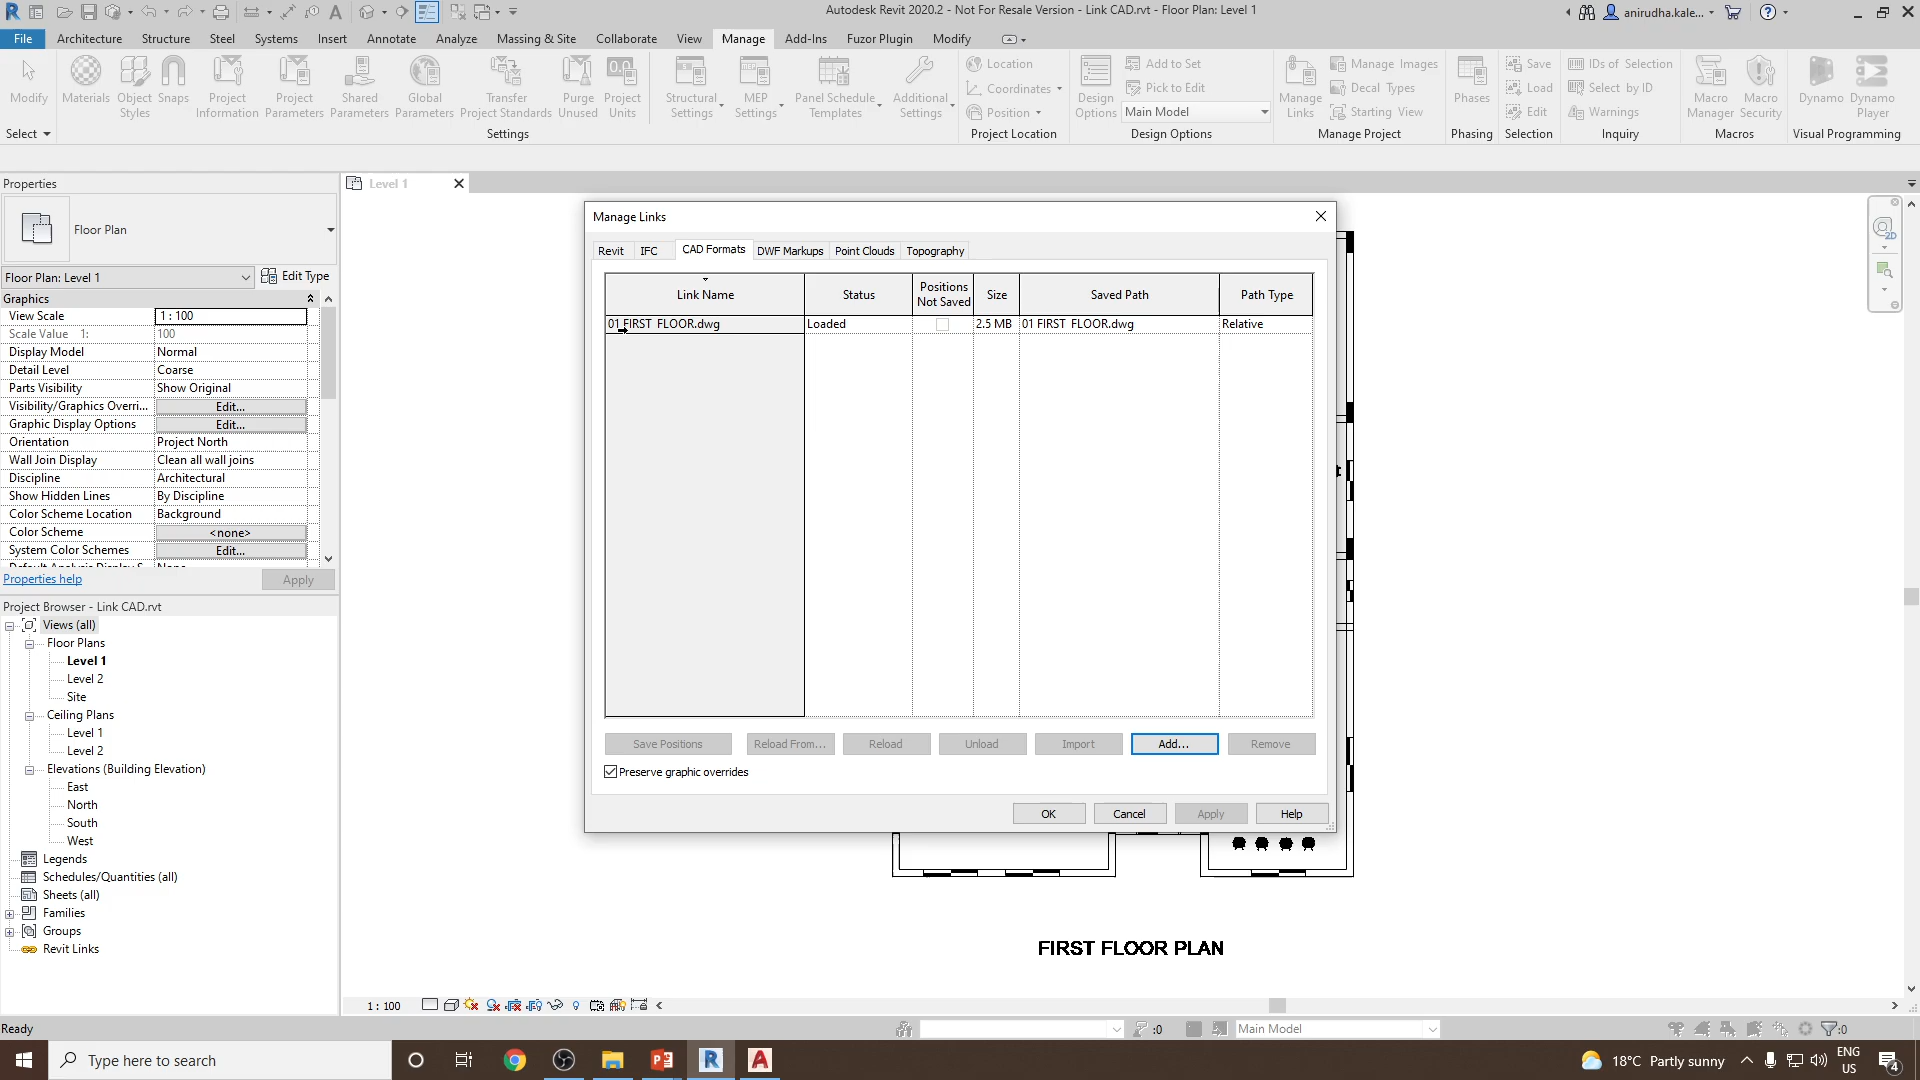 Autodesk Revit 2020.2 - Not For Resale Version - Link CAD.rvt - Floor Plan: Level 1
anirudha.kale...
File Architecture Structure Steel Systems Insert Annotate Analyze Massing & Site Collaborate View Manage Add-Ins Fuzor Plugin Modify
Modify
Materials
Object Styles
Snaps
Project Information
Project Parameters
Shared Parameters
Global Parameters
Transfer Project Standards
Purge Unused
Project Units
Structural Settings
MEP Settings
Panel Schedule Templates
Additional Settings
Location
Coordinates
Position
Design Options
Add to Set
Pick to Edit
Main Model
Manage Links
Manage Images
Decal Types
Starting View
Phases
Save
Load
Edit
IDs of Selection
Select by ID
Warnings
Macro Manager
Macro Security
Dynamo
Dynamo Player
Select Settings Project Location Design Options Manage Project Phasing Selection Inquiry Macros Visual Programming
Properties
Floor Plan
Floor Plan: Level 1 Edit Type
Graphics
View Scale 1 : 100
Scale Value 1: 100
Display Model Normal
Detail Level Coarse
Parts Visibility Show Original
Visibility/Graphics Overri... Edit...
Graphic Display Options Edit...
Orientation Project North
Wall Join Display Clean all wall joins
Discipline Architectural
Show Hidden Lines By Discipline
Color Scheme Location Background
Color Scheme <none>
System Color Schemes Edit...
Properties help Apply
Project Browser - Link CAD.rvt
Views (all)
Floor Plans
Level 1
Level 2
Site
Ceiling Plans
Level 1
Level 2
Elevations (Building Elevation)
East
North
South
West
Legends
Schedules/Quantities (all)
Sheets (all)
Families
Groups
Revit Links
Level 1
2D
Manage Links
Revit IFC CAD Formats DWF Markups Point Clouds Topography
Link Name Status Positions Not Saved Size Saved Path Path Type
01 FIRST FLOOR.dwg Loaded 2.5 MB 01 FIRST FLOOR.dwg Relative
Save Positions Reload From... Reload Unload Import Add... Remove
Preserve graphic overrides
OK Cancel Apply Help
FIRST FLOOR PLAN
1 : 100
Ready :0 Main Model :0
Type here to search
18°C Partly sunny
ENG
US
4